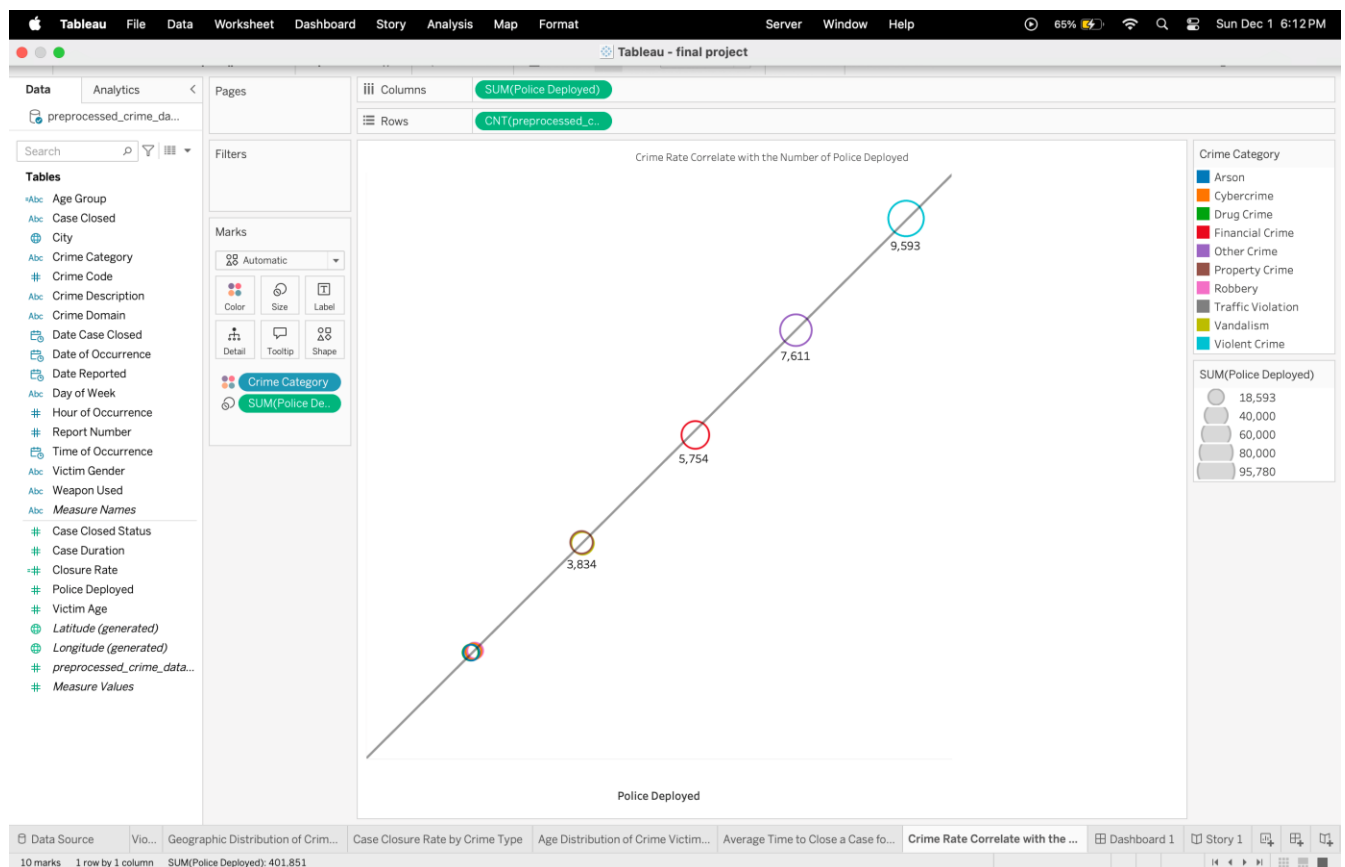 Tableau File Data Worksheet Dashboard Story Analysis Map Format Server Window Help 65% Sun Dec 1 6:12 PM
Tableau - final project
Data Analytics
preprocessed_crime_da...
Search
Tables
Abc Age Group
Abc Case Closed
City
Abc Crime Category
# Crime Code
Abc Crime Description
Abc Crime Domain
Date Case Closed
Date of Occurrence
Date Reported
Abc Day of Week
# Hour of Occurrence
# Report Number
Time of Occurrence
Abc Victim Gender
Abc Weapon Used
Abc Measure Names
# Case Closed Status
# Case Duration
# Closure Rate
# Police Deployed
# Victim Age
Latitude (generated)
Longitude (generated)
# preprocessed_crime_data...
# Measure Values
Pages
Filters
Marks
Automatic
Color Size Label
Detail Tooltip Shape
Crime Category
SUM(Police De..
Columns SUM(Police Deployed)
Rows CNT(preprocessed_c..
Crime Rate Correlate with the Number of Police Deployed
9,593
7,611
5,754
3,834
Police Deployed
Crime Category
Arson
Cybercrime
Drug Crime
Financial Crime
Other Crime
Property Crime
Robbery
Traffic Violation
Vandalism
Violent Crime
SUM(Police Deployed)
18,593
40,000
60,000
80,000
95,780
Data Source Vio... Geographic Distribution of Crim... Case Closure Rate by Crime Type Age Distribution of Crime Victim... Average Time to Close a Case fo... Crime Rate Correlate with the ... Dashboard 1 Story 1
10 marks 1 row by 1 column SUM(Police Deployed): 401,851